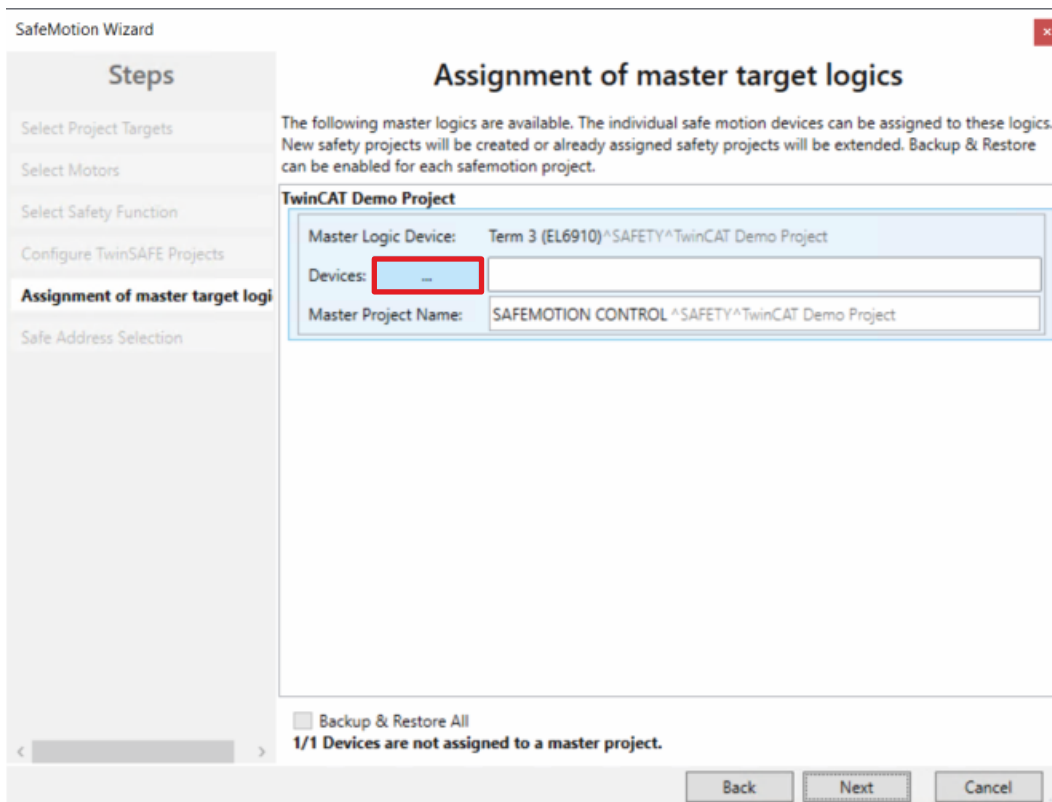 SafeMotion Wizard
×
Steps
Select Project Targets
Select Motors
Select Safety Function
Configure TwinSAFE Projects
Assignment of master target logi
Safe Address Selection
Assignment of master target logics
The following master logics are available. The individual safe motion devices can be assigned to these logics.
New safety projects will be created or already assigned safety projects will be extended. Backup & Restore
can be enabled for each safemotion project.
TwinCAT Demo Project
Master Logic Device: Term 3 (EL6910)^SAFETY^TwinCAT Demo Project
Devices: ...
Master Project Name: SAFEMOTION CONTROL ^SAFETY^TwinCAT Demo Project
Backup & Restore All
1/1 Devices are not assigned to a master project.
Back Next Cancel